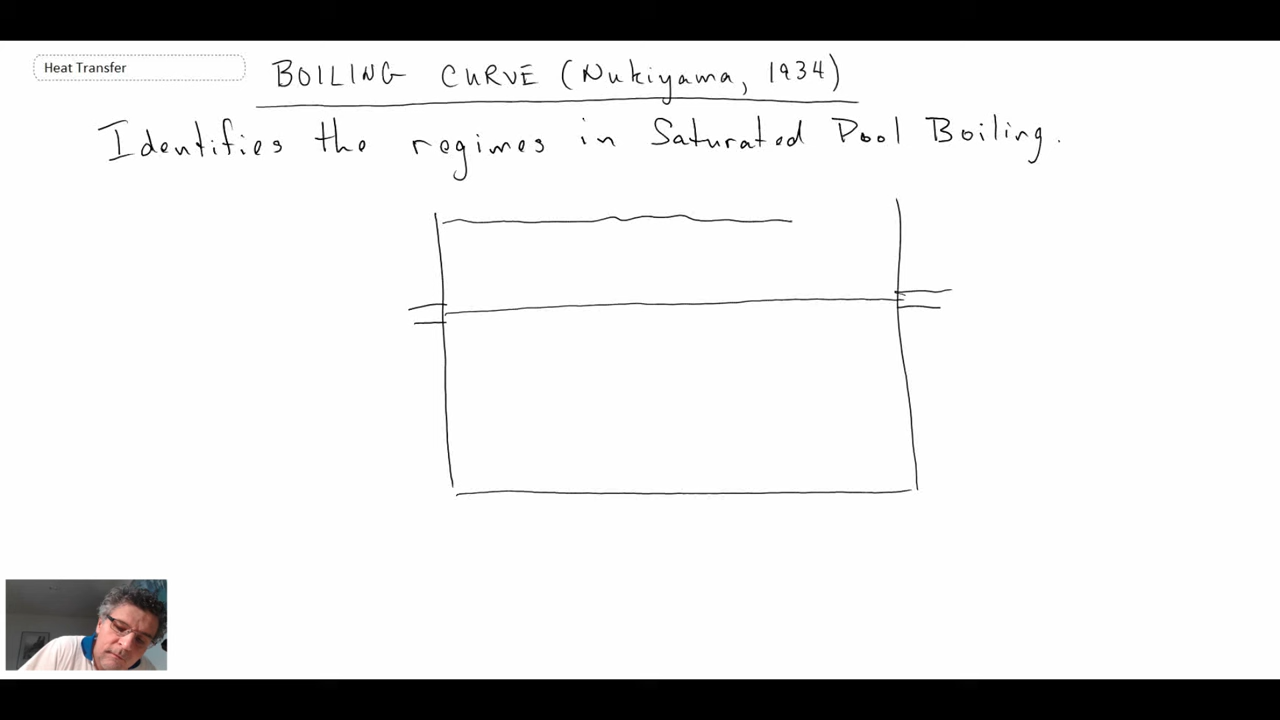 Heat Transfer
BOILING CURVE (Nukiyama, 1934)
Identifies the regimes in Saturated Pool Boiling.